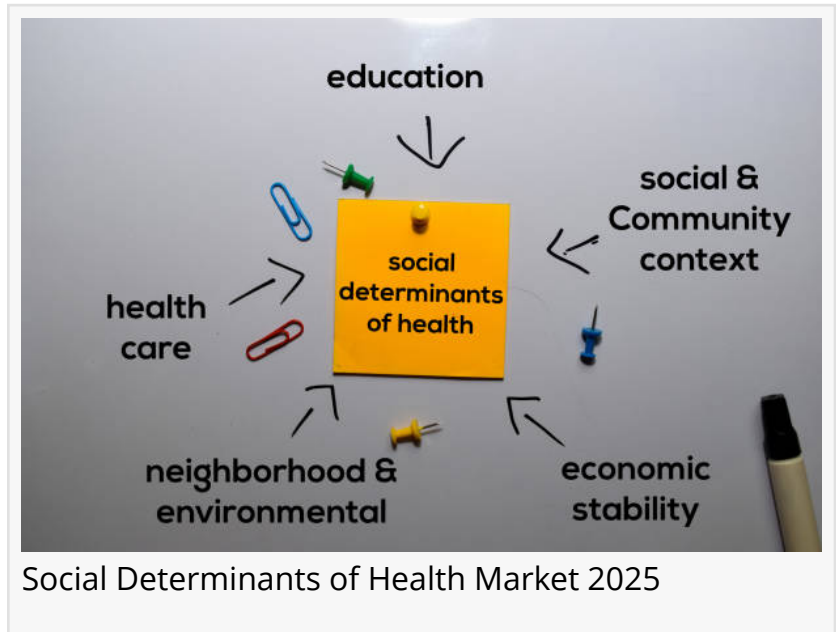 education
social &
Community
context
social
determinants
of health
health
care
neighborhood &
environmental
economic
stability
Social Determinants of Health Market 2025